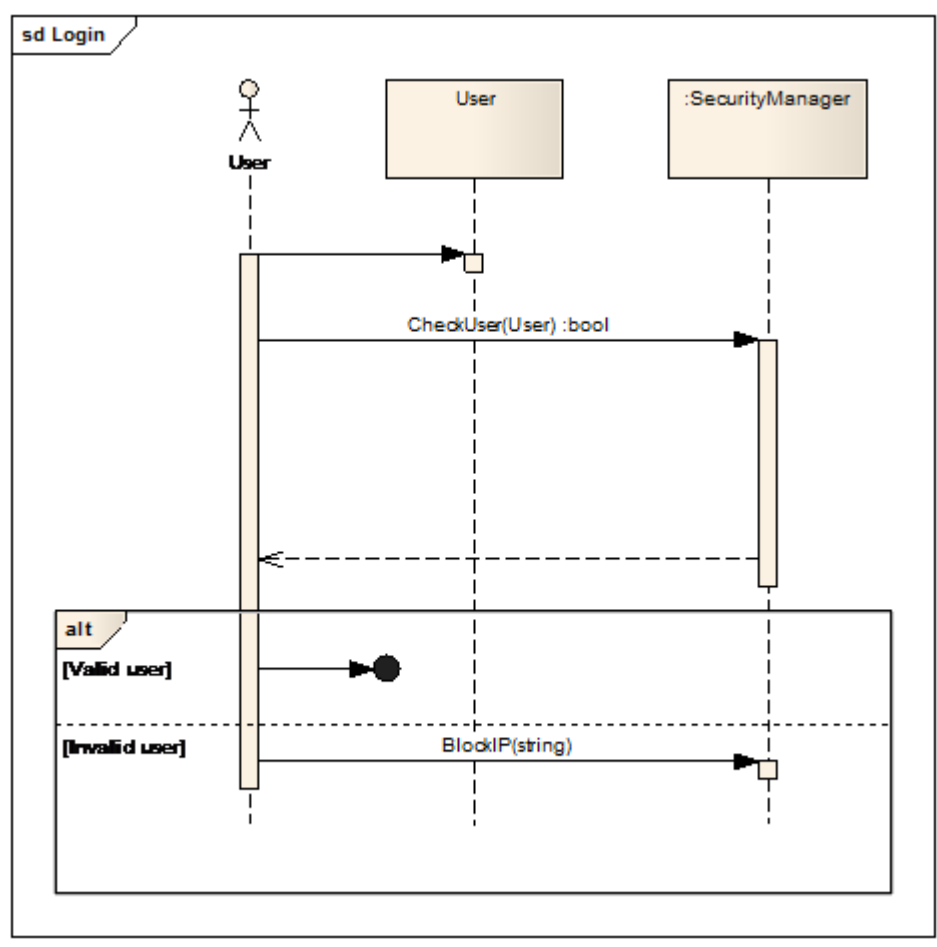 sd Login
User
:SecurityManager
User
CheckUser(User) :bool
alt
[Valid user]
[Invalid user]
BlockIP(string)